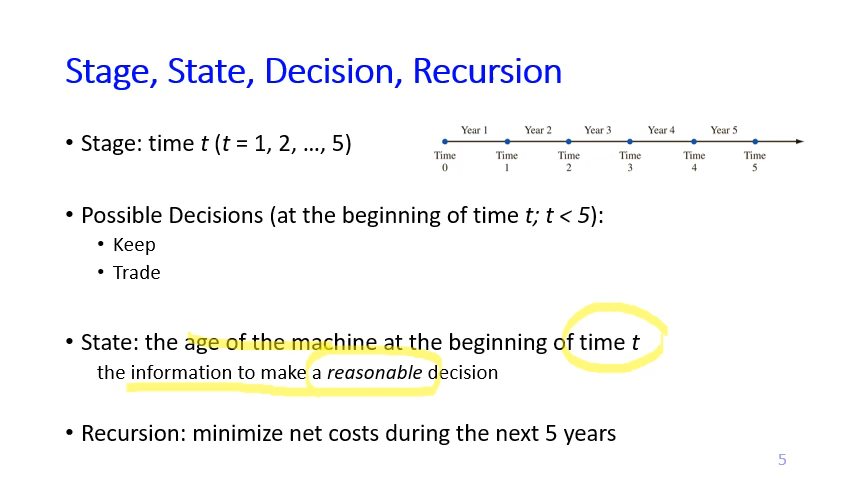 Stage, State, Decision, Recursion
• Stage: time t (t = 1, 2, …, 5)
Year 1 Year 2 Year 3 Year 4 Year 5
Time Time Time Time Time Time
0 1 2 3 4 5
• Possible Decisions (at the beginning of time t; t < 5):
• Keep
• Trade
• State: the age of the machine at the beginning of time t
the information to make a reasonable decision
• Recursion: minimize net costs during the next 5 years
5